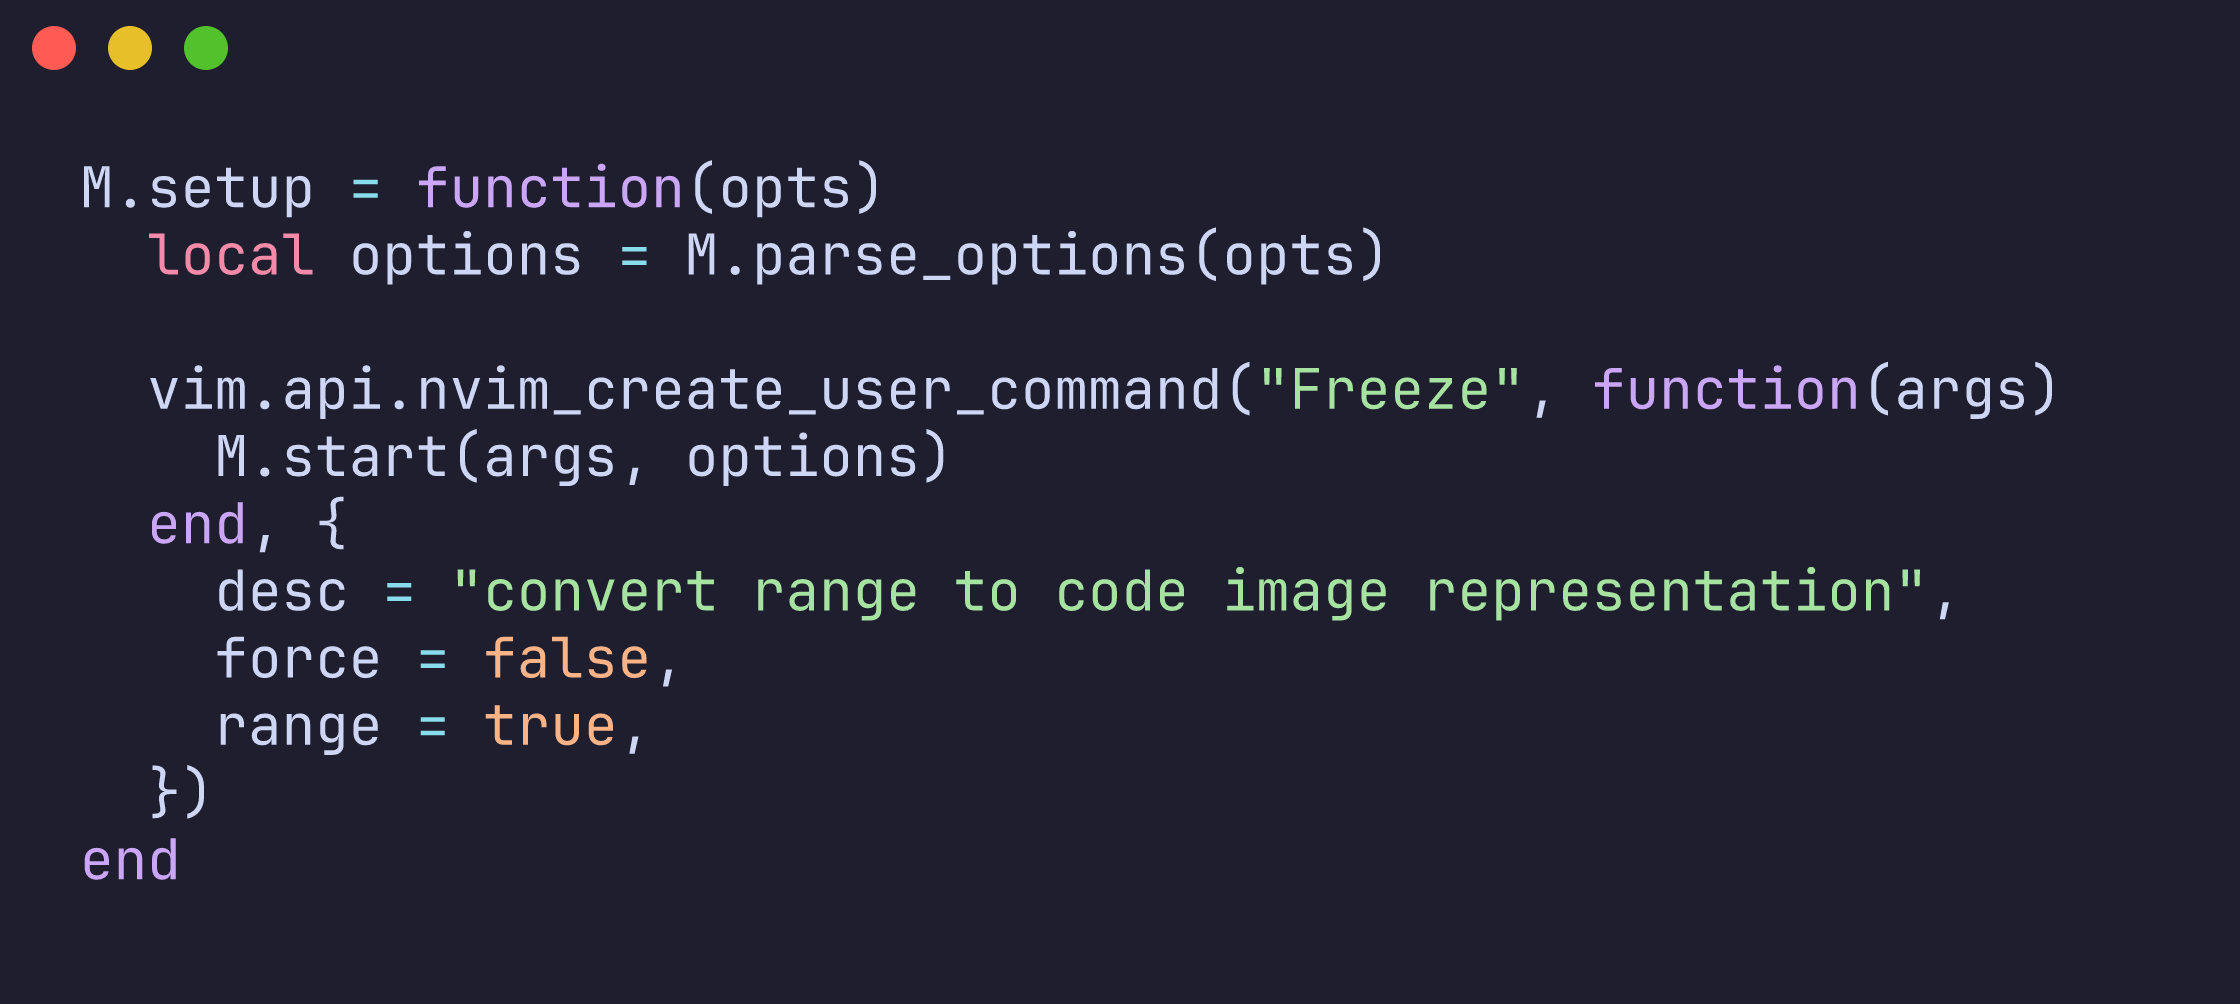 M.setup = function(opts)
  local options = M.parse_options(opts)

  vim.api.nvim_create_user_command("Freeze", function(args)
    M.start(args, options)
  end, {
    desc = "convert range to code image representation",
    force = false,
    range = true,
  })
end